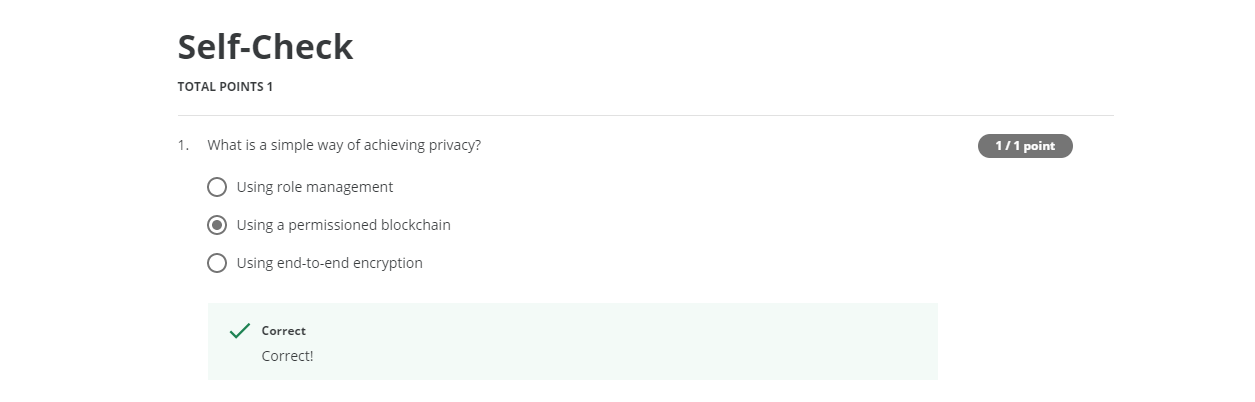 Self-Check
TOTAL POINTS 1
1. What is a simple way of achieving privacy?
1 / 1 point
Using role management
Using a permissioned blockchain
Using end-to-end encryption
Correct
Correct!